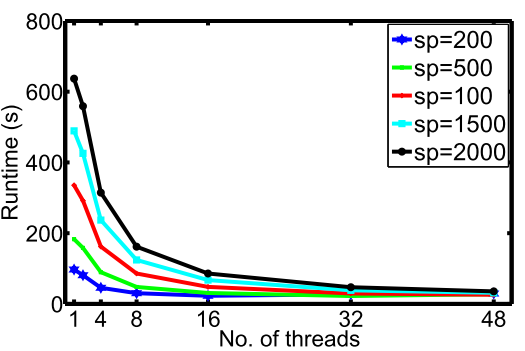 800
600
400
200
0
Runtime (s)
1 4 8 16 32 48
No. of threads
sp=200
sp=500
sp=100
sp=1500
sp=2000